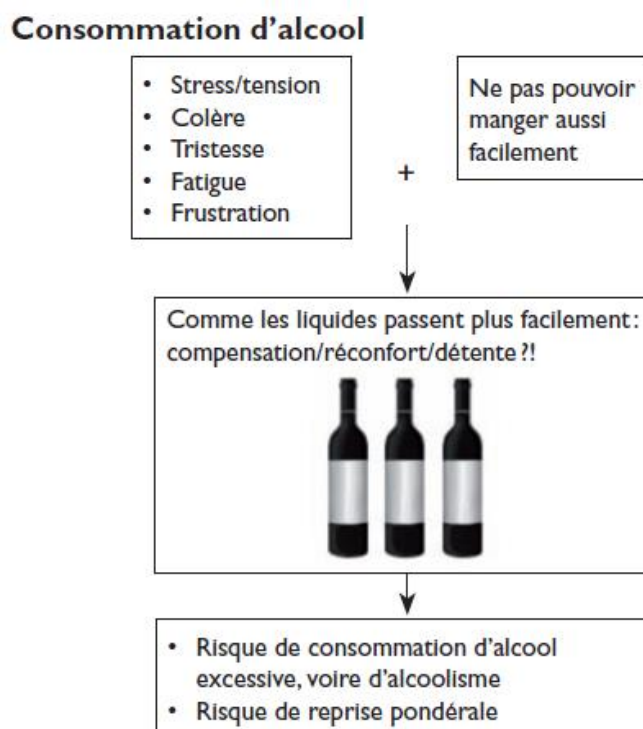 Consommation d’alcool
• Stress/tension
• Colère
• Tristesse
• Fatigue
• Frustration
+
Ne pas pouvoir
manger aussi
facilement
Comme les liquides passent plus facilement :
compensation/réconfort/détente ?!
• Risque de consommation d’alcool
excessive, voire d’alcoolisme
• Risque de reprise pondérale